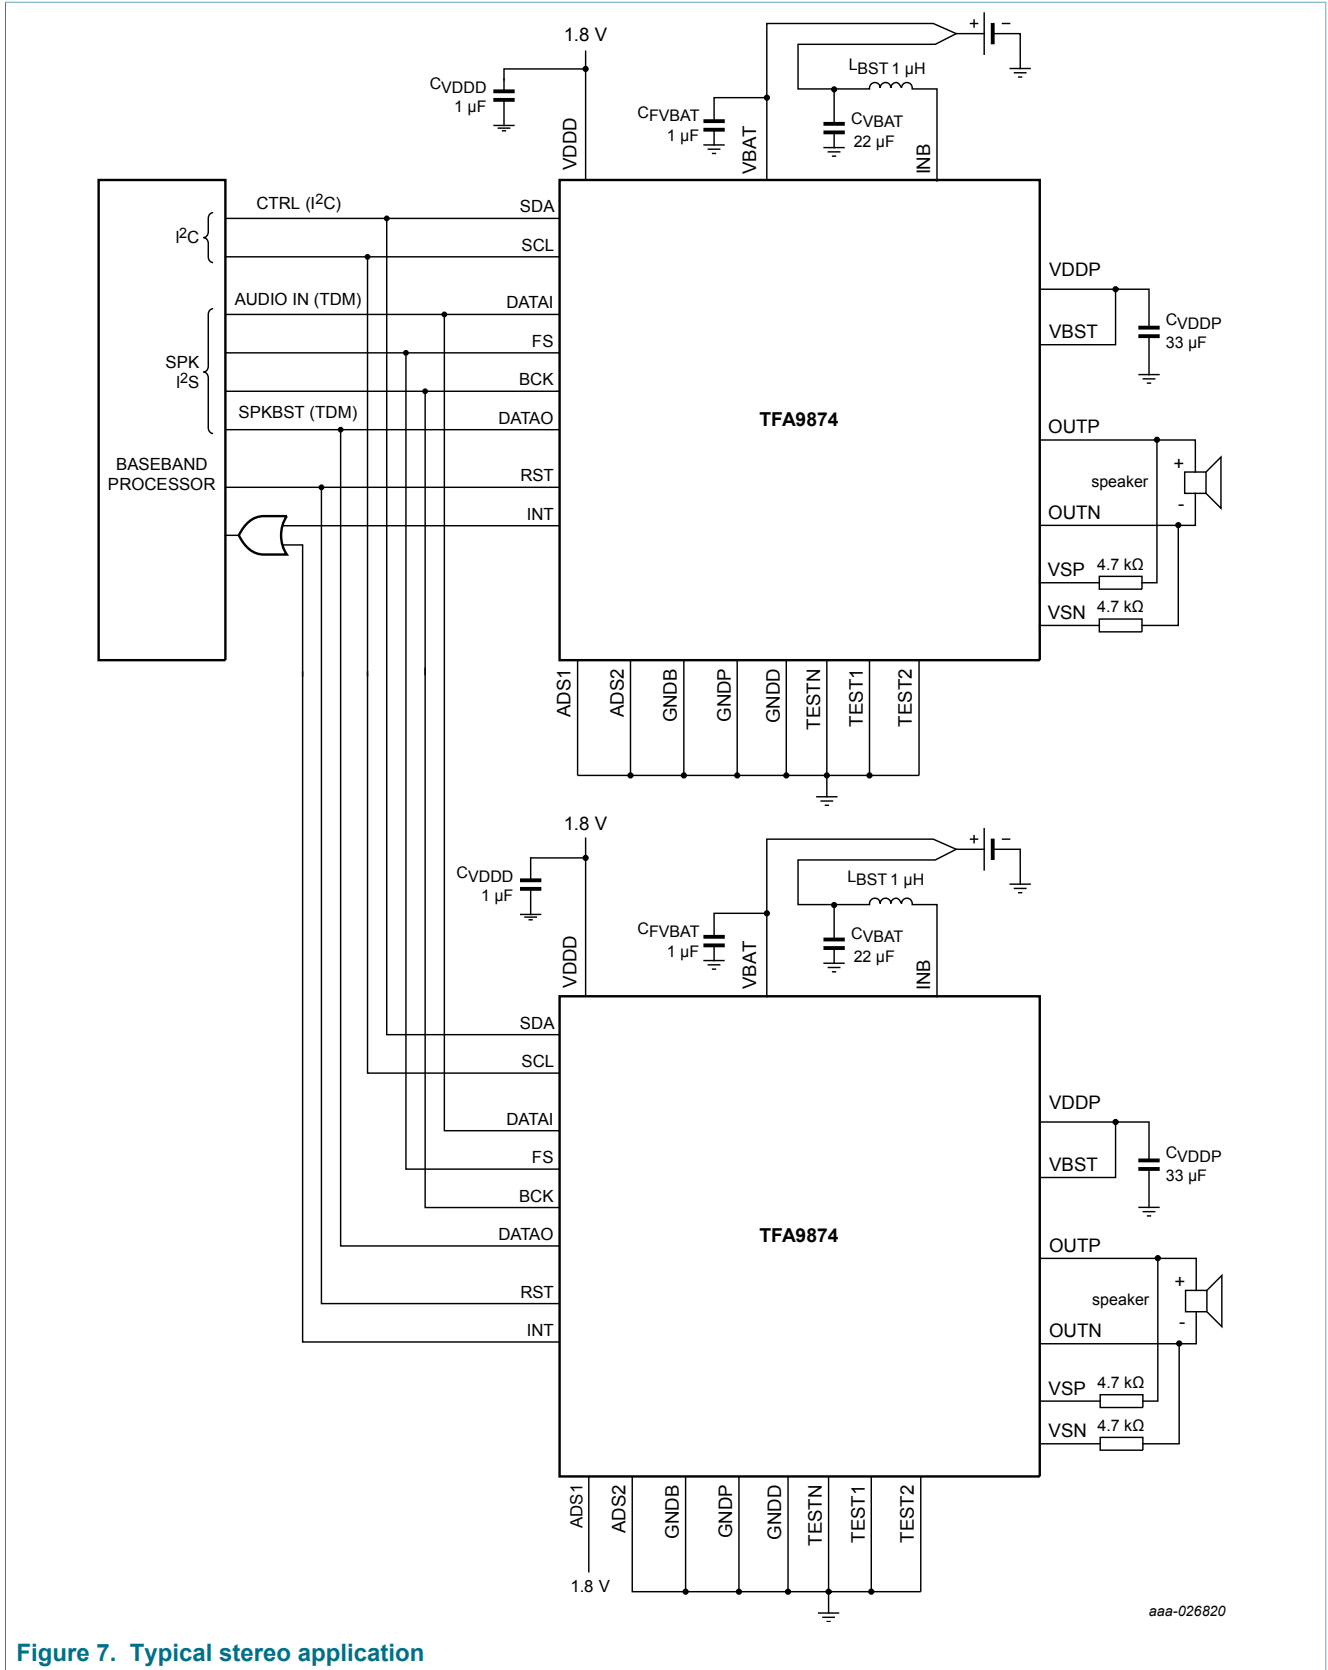 1.8 V
CVDDD
1 µF
VDDD
CFVBAT
1 µF
VBAT
LBST 1 µH
CVBAT
22 µF
INB
+
−
BASEBAND
PROCESSOR
I²C
CTRL (I²C)
SPK
I²S
AUDIO IN (TDM)
SPKBST (TDM)
SDA
SCL
DATAI
FS
BCK
DATAO
RST
INT
TFA9874
VDDP
VBST
CVDDP
33 µF
OUTP
speaker
+
-
OUTN
VSP
4.7 kΩ
VSN
4.7 kΩ
ADS1
ADS2
GNDB
GNDP
GNDD
TESTN
TEST1
TEST2
1.8 V
CVDDD
1 µF
VDDD
CFVBAT
1 µF
VBAT
LBST 1 µH
CVBAT
22 µF
INB
+
−
SDA
SCL
DATAI
FS
BCK
DATAO
RST
INT
TFA9874
VDDP
VBST
CVDDP
33 µF
OUTP
speaker
+
-
OUTN
VSP
4.7 kΩ
VSN
4.7 kΩ
ADS1
ADS2
GNDB
GNDP
GNDD
TESTN
TEST1
TEST2
1.8 V
aaa-026820
Figure 7. Typical stereo application